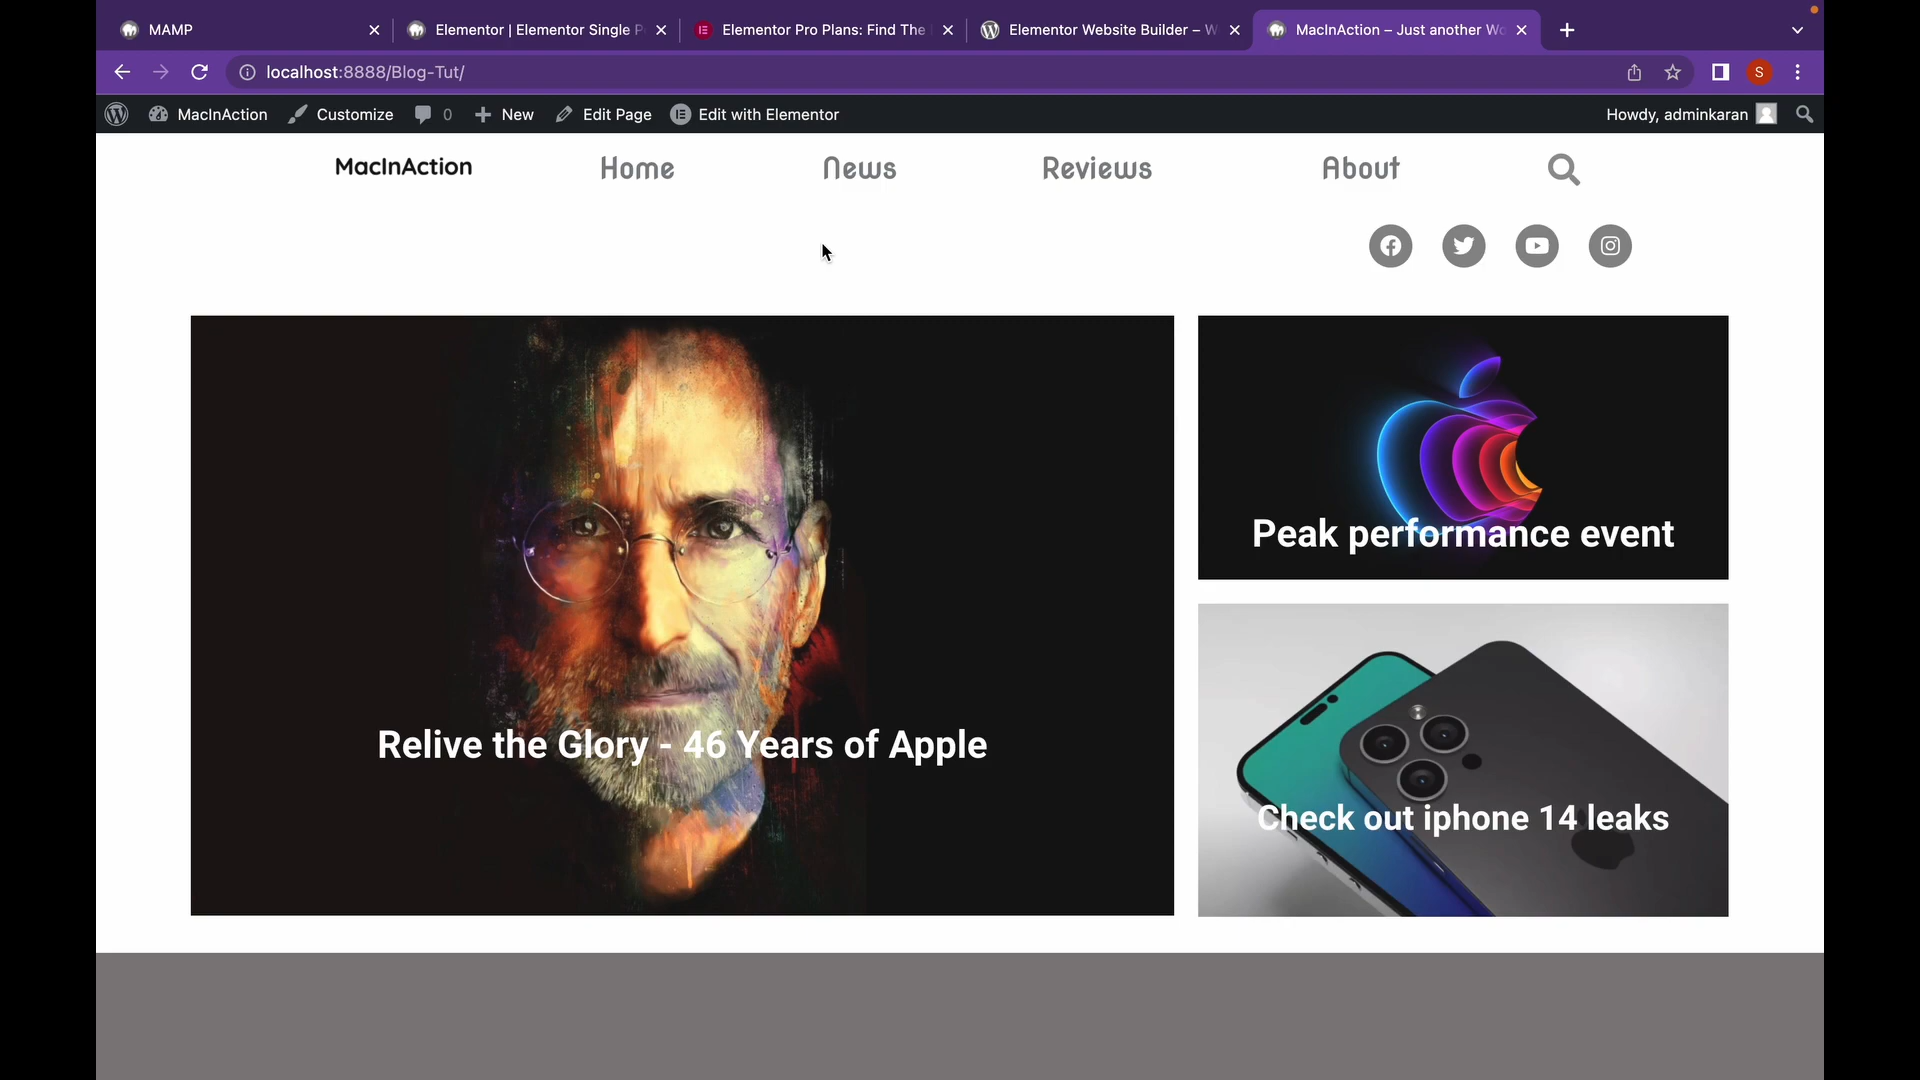 MAMP
Elementor | Elementor Single P
Elementor Pro Plans: Find The
Elementor Website Builder – W
MacInAction – Just another Wo
localhost:8888/Blog-Tut/
S
MacInAction
Customize
0
New
Edit Page
Edit with Elementor
Howdy, adminkaran
MacInAction
Home
News
Reviews
About
Relive the Glory - 46 Years of Apple
Peak performance event
Check out iphone 14 leaks